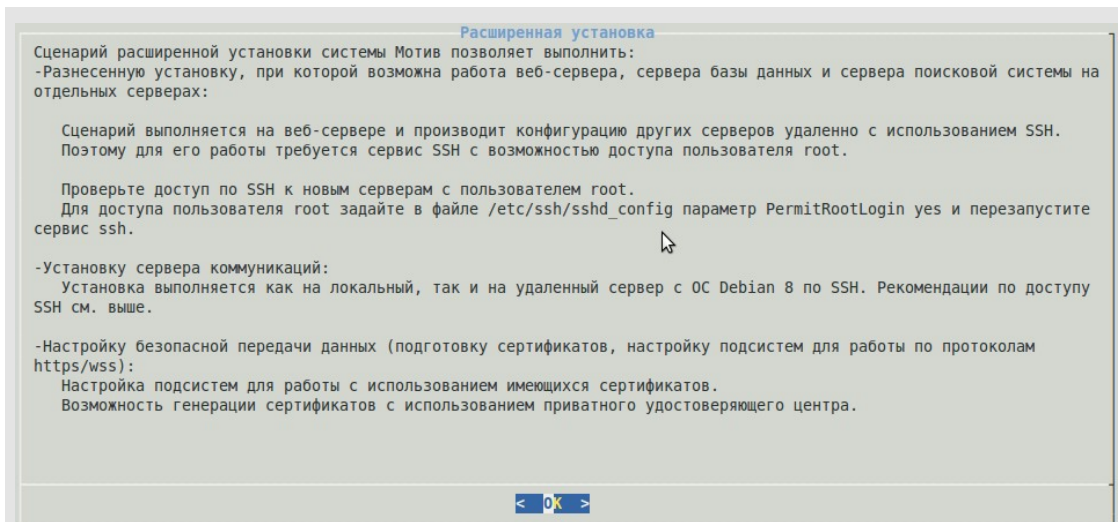 Расширенная установка
Сценарий расширенной установки системы Мотив позволяет выполнить:
-Разнесенную установку, при которой возможна работа веб-сервера, сервера базы данных и сервера поисковой системы на
отдельных серверах:
Сценарий выполняется на веб-сервере и производит конфигурацию других серверов удаленно с использованием SSH.
Поэтому для его работы требуется сервис SSH с возможностью доступа пользователя root.
Проверьте доступ по SSH к новым серверам с пользователем root.
Для доступа пользователя root задайте в файле /etc/ssh/sshd_config параметр PermitRootLogin yes и перезапустите
сервис ssh.
-Установку сервера коммуникаций:
Установка выполняется как на локальный, так и на удаленный сервер с ОС Debian 8 по SSH. Рекомендации по доступу
SSH см. выше.
-Настройку безопасной передачи данных (подготовку сертификатов, настройку подсистем для работы по протоколам
https/wss):
Настройка подсистем для работы с использованием имеющихся сертификатов.
Возможность генерации сертификатов с использованием приватного удостоверяющего центра.
< OK >